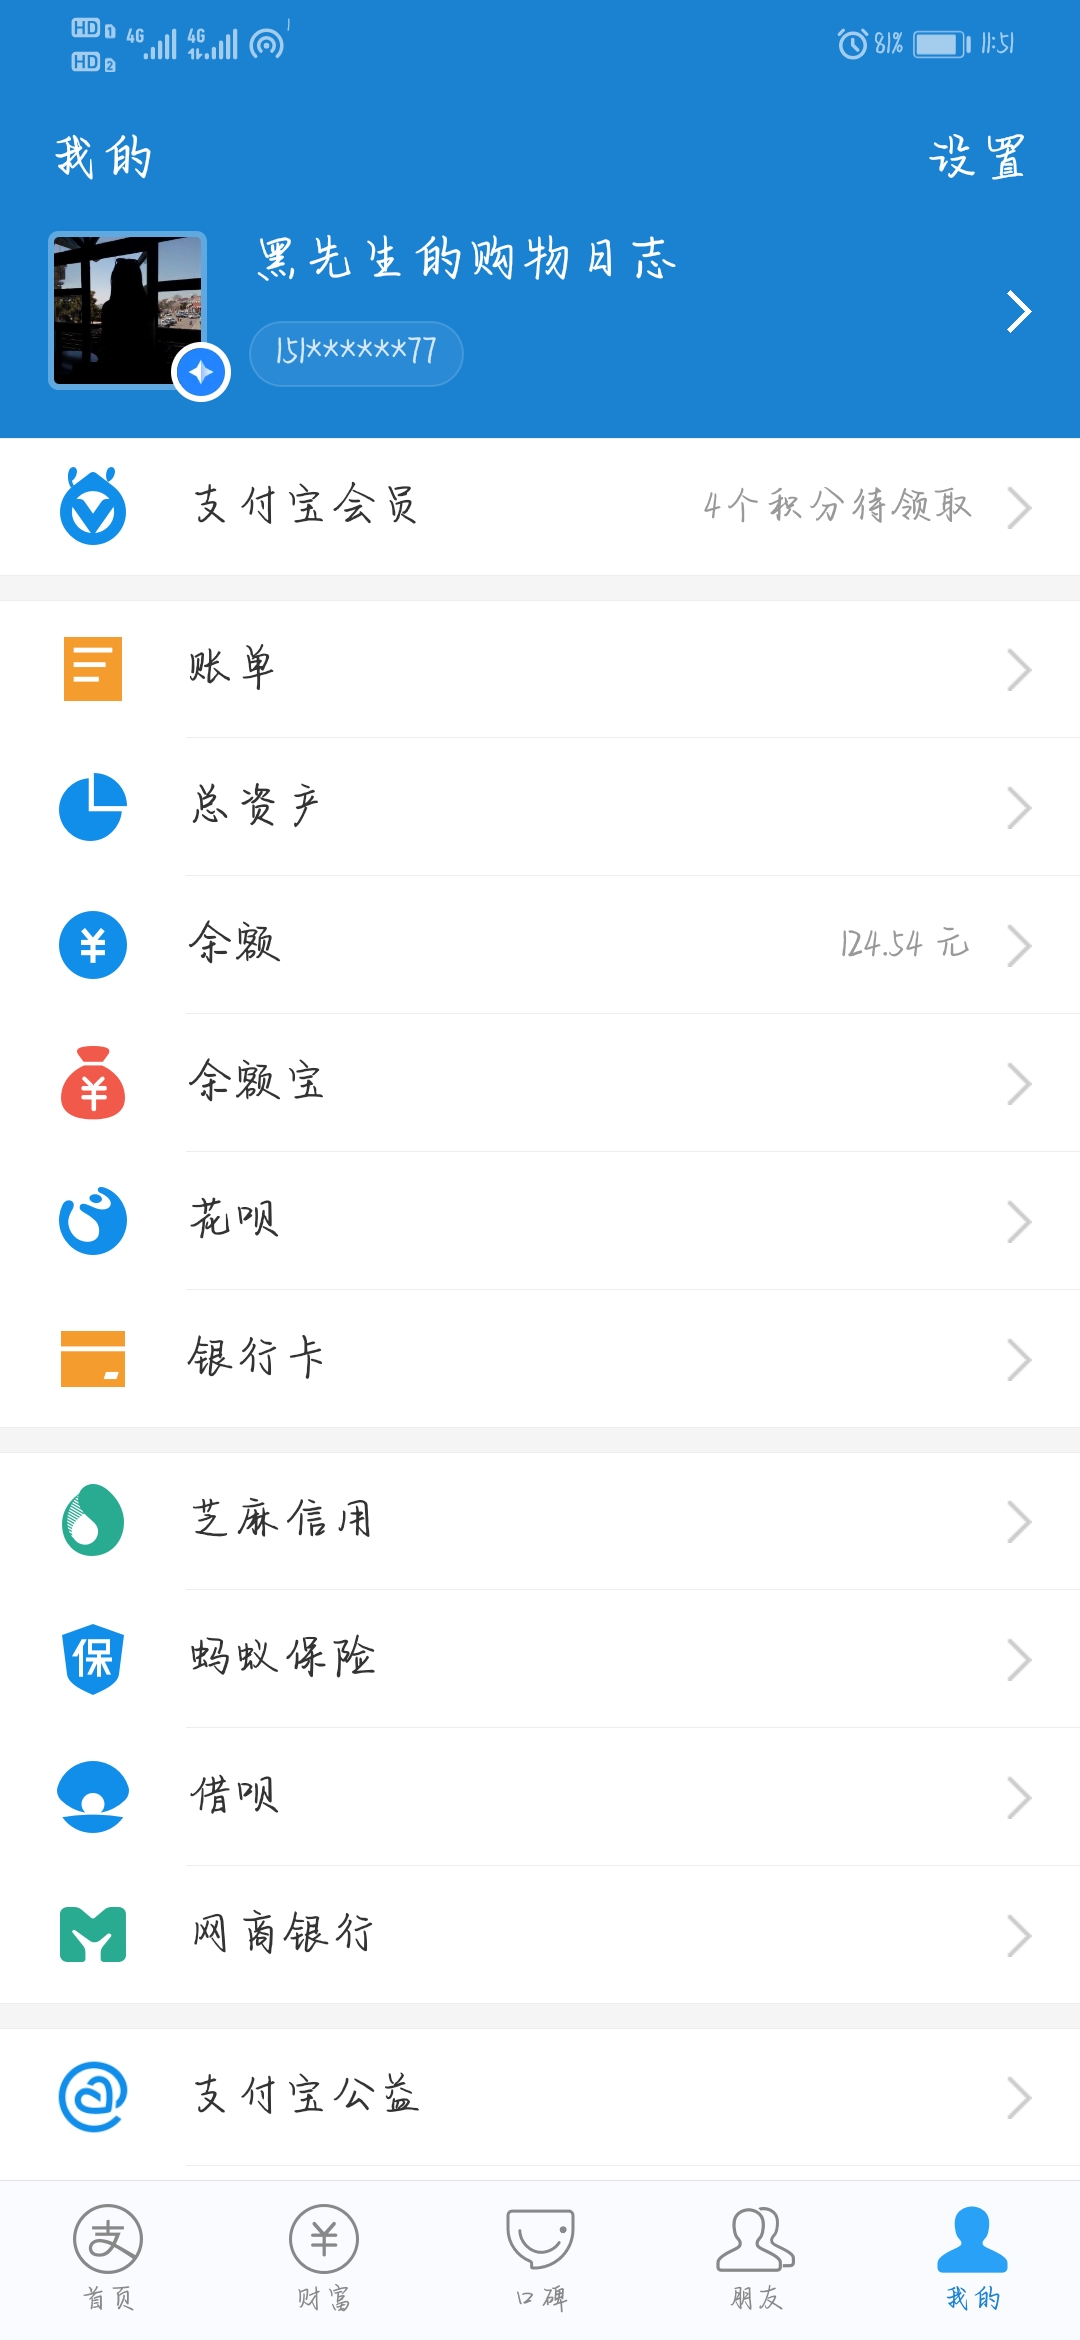 HD 1 4G 4G 81% 11:51
HD 2
我的 设置
黑先生的购物日志
151******77
支付宝会员 4个积分待领取
账单
总资产
余额 124.54 元
余额宝
花呗
银行卡
芝麻信用
保 蚂蚁保险
借呗
网商银行
支付宝公益
支 ¥
首页 财富 口碑 朋友 我的